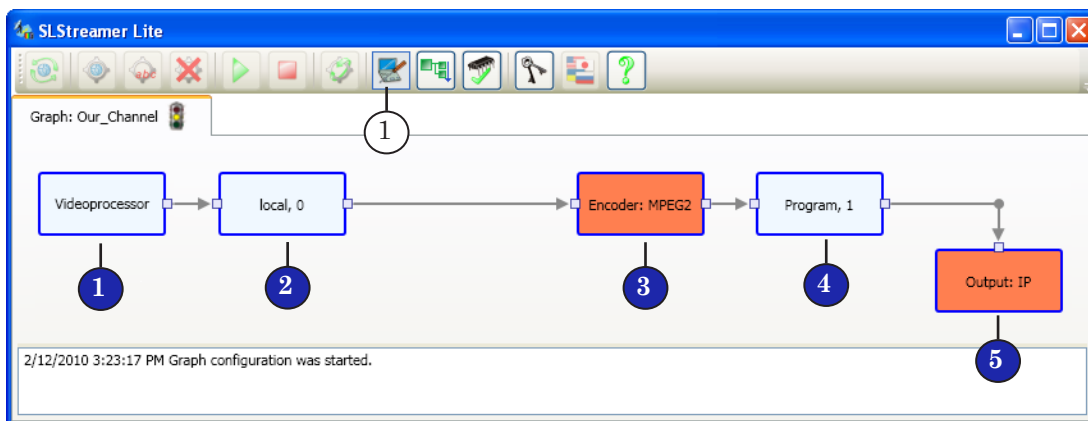 SLStreamer Lite
abc
1
Graph: Our_Channel
Videoprocessor
local, 0
Encoder: MPEG2
Program, 1
Output: IP
1
2
3
4
5
2/12/2010 3:23:17 PM Graph configuration was started.